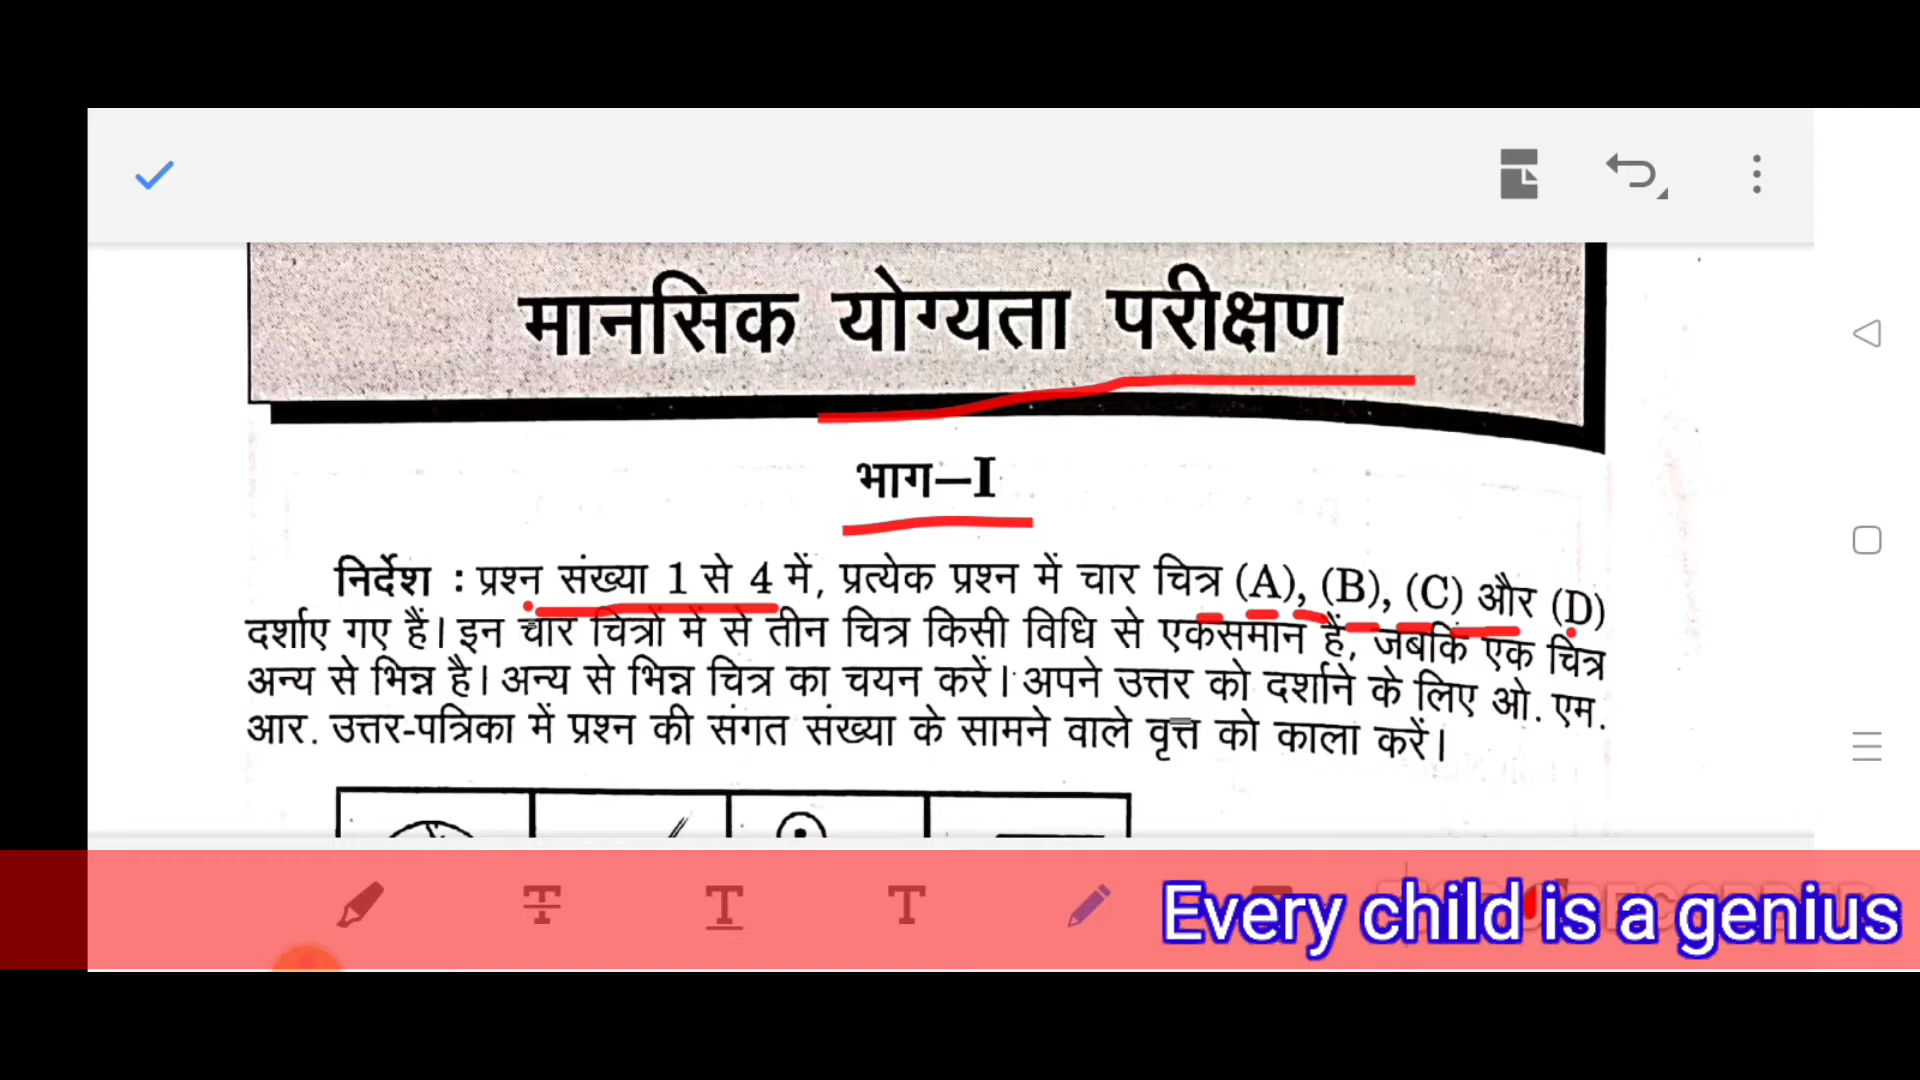 मानसिक योग्यता परीक्षण
भाग–I
निर्देश : प्रश्न संख्या 1 से 4 में, प्रत्येक प्रश्न में चार चित्र (A), (B), (C) और (D)
दर्शाए गए हैं। इन चार चित्रों में से तीन चित्र किसी विधि से एकसमान हैं, जबकि एक चित्र
अन्य से भिन्न है। अन्य से भिन्न चित्र का चयन करें। अपने उत्तर को दर्शाने के लिए ओ. एम.
आर. उत्तर-पत्रिका में प्रश्न की संगत संख्या के सामने वाले वृत्त को काला करें।
T T T
Every child is a genius